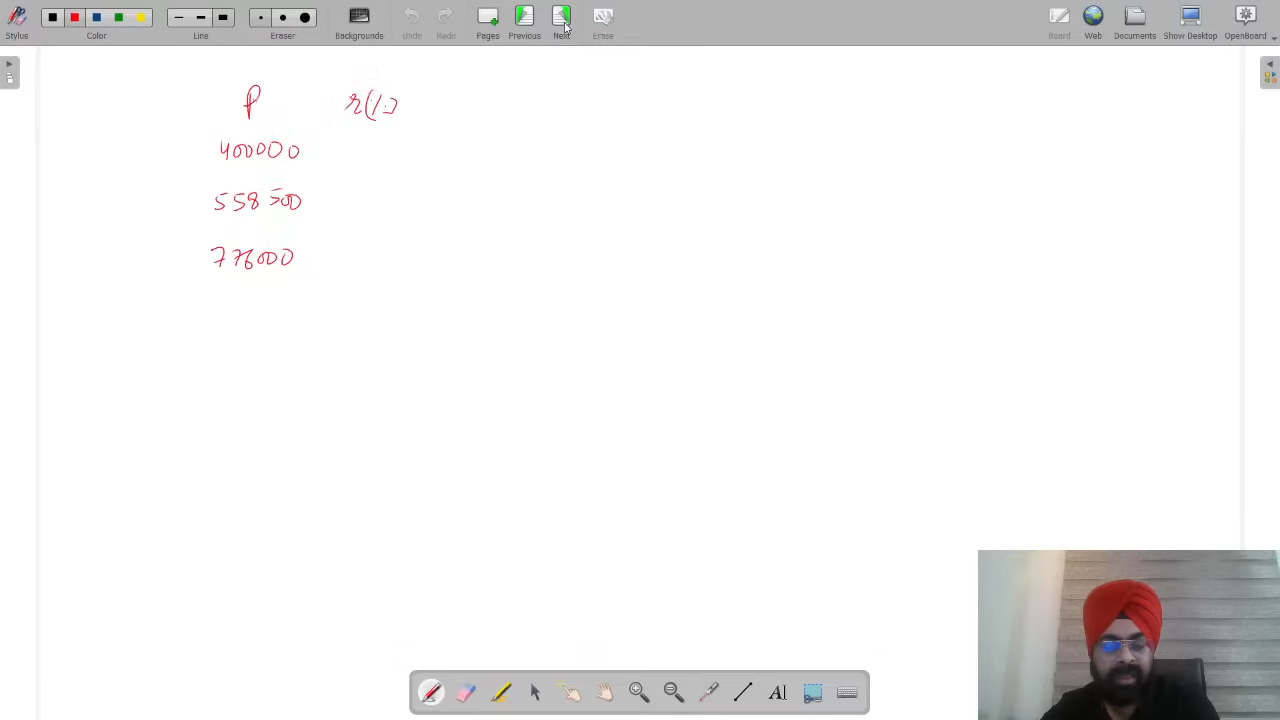 Stylus
Color
Line
Eraser
Backgrounds
Undo
Redo
Pages
Previous
Next
Erase
Board
Web
Documents
Show Desktop
OpenBoard
P r(%)
400000
558500
776000